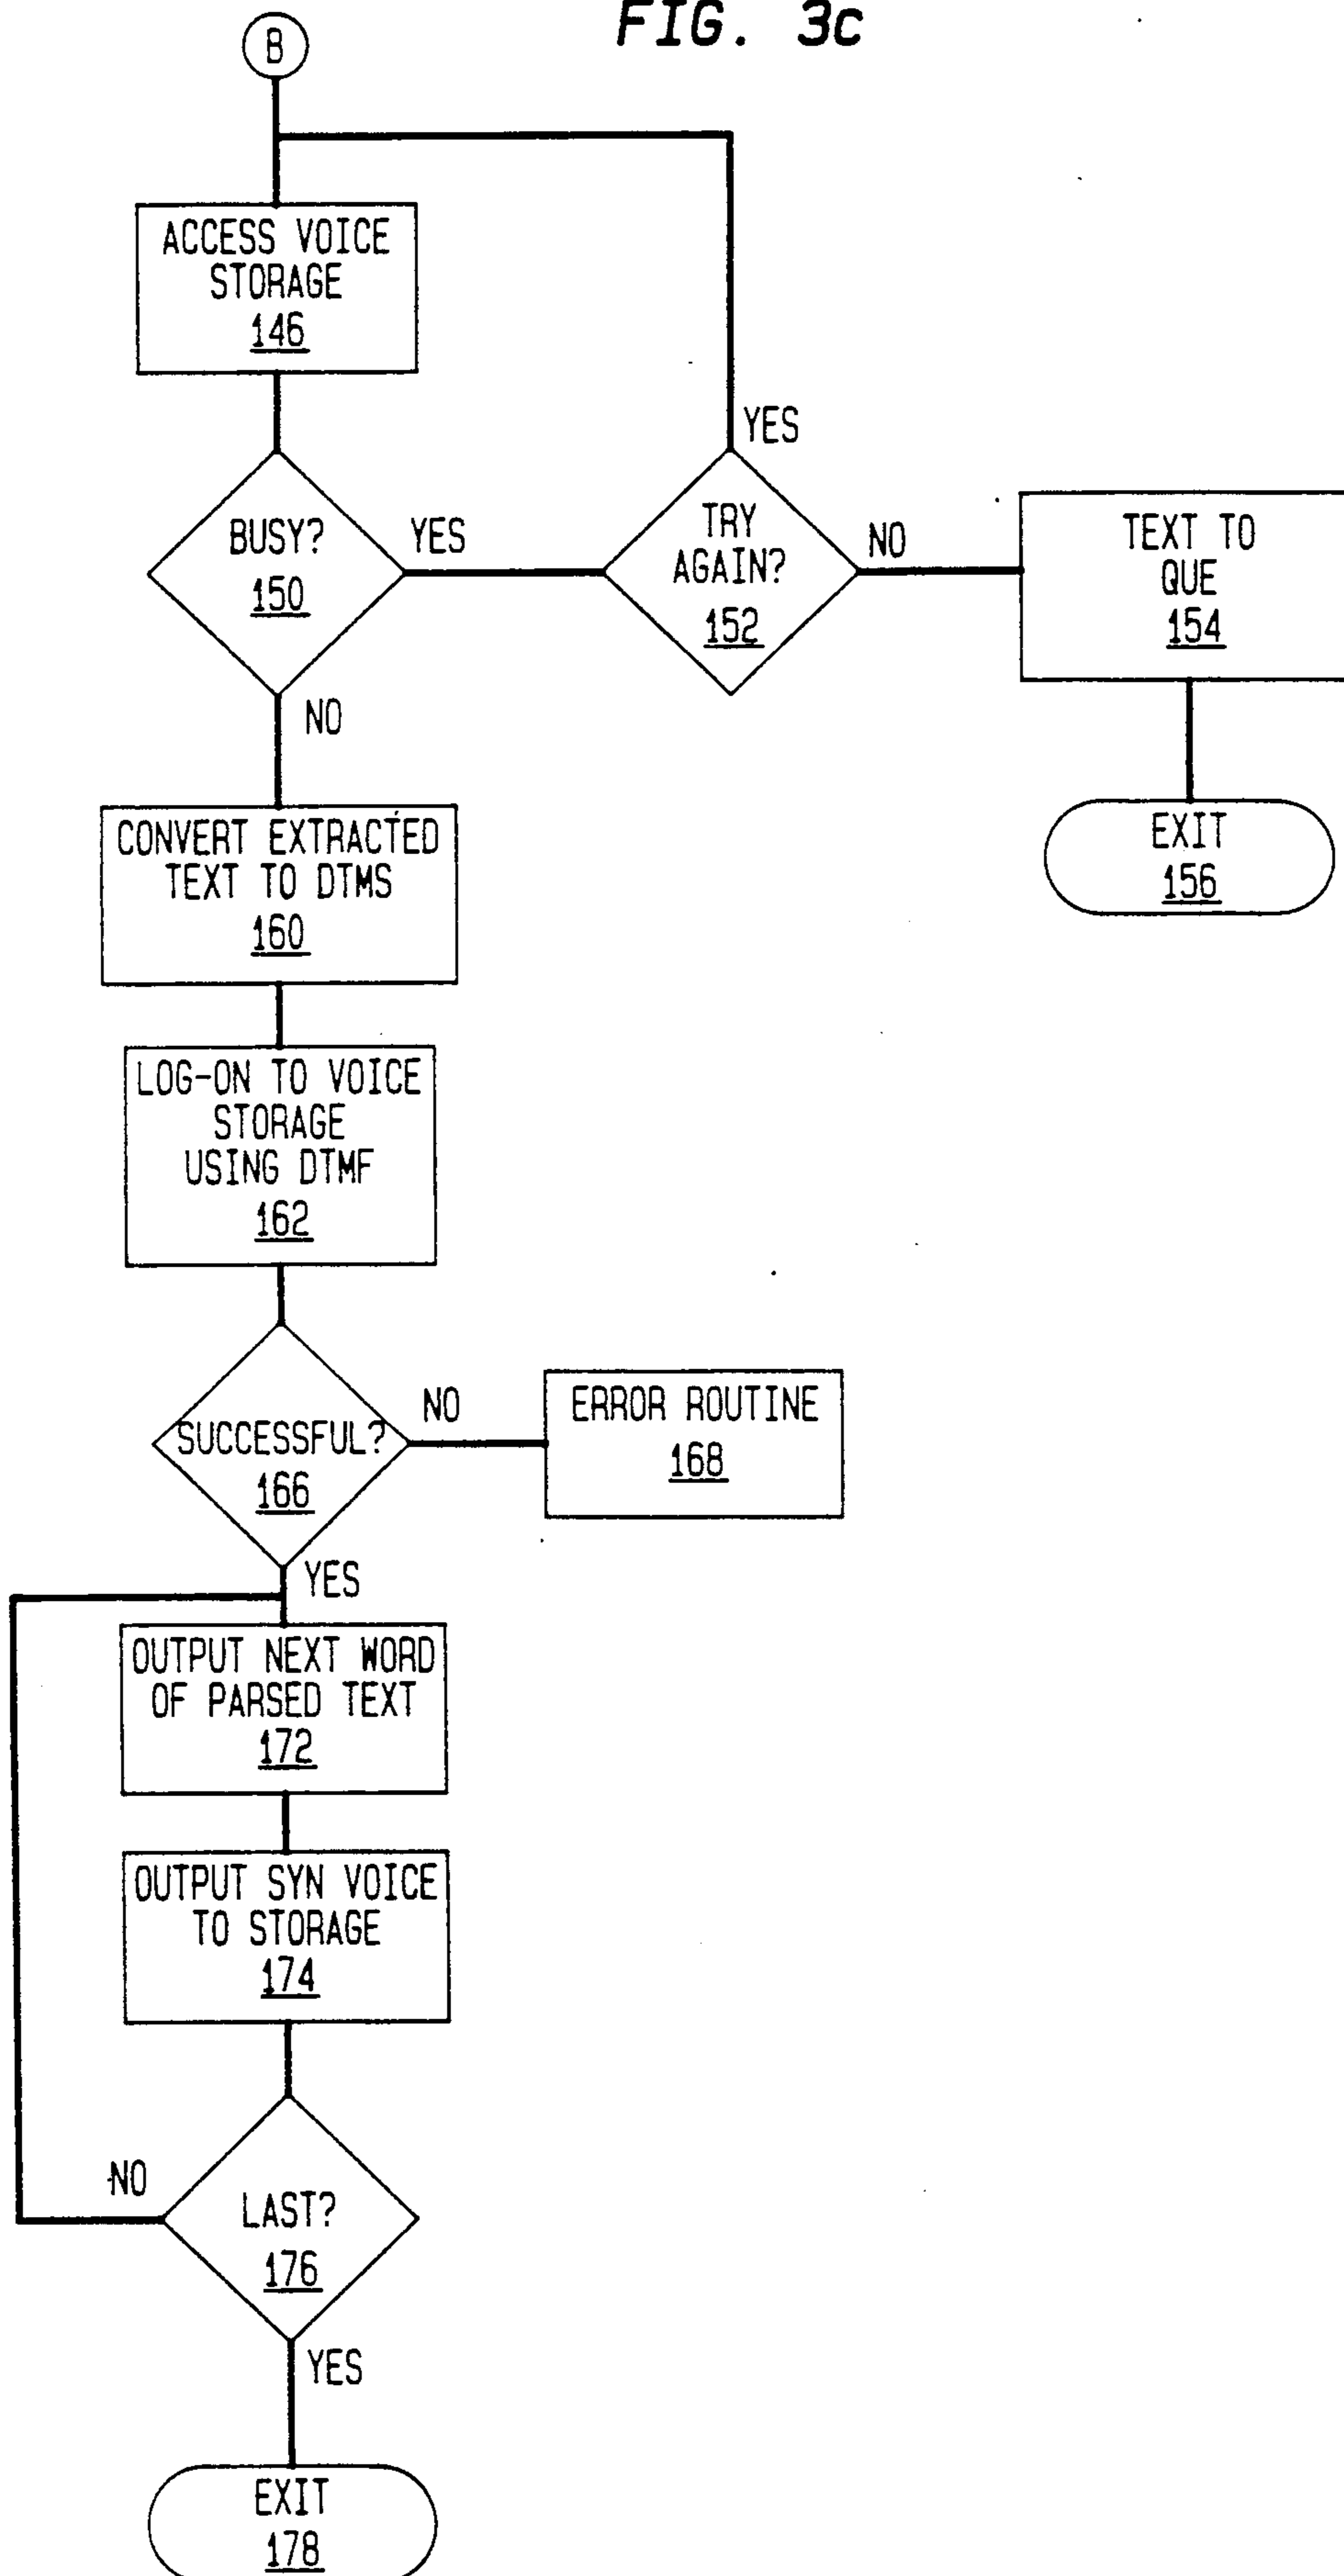 FIG. 3c
B
ACCESS VOICE
STORAGE
146
YES
BUSY?
150
YES
TRY
AGAIN?
152
NO
TEXT TO
QUE
154
NO
EXIT
156
CONVERT EXTRACTED
TEXT TO DTMS
160
LOG-ON TO VOICE
STORAGE
USING DTMF
162
SUCCESSFUL?
166
NO
ERROR ROUTINE
168
YES
OUTPUT NEXT WORD
OF PARSED TEXT
172
OUTPUT SYN VOICE
TO STORAGE
174
NO
LAST?
176
YES
EXIT
178